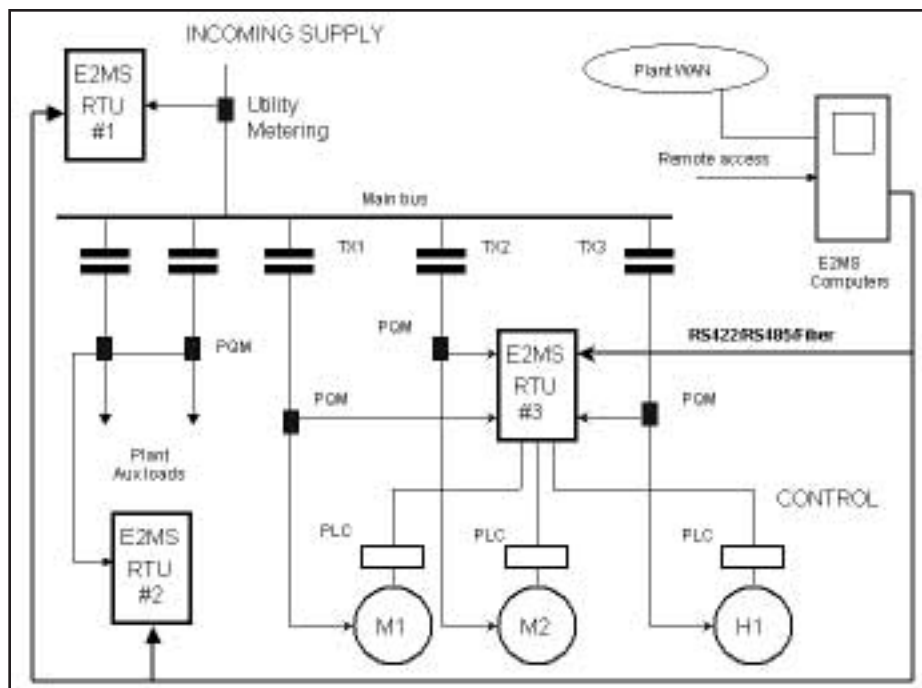 INCOMING SUPPLY
E2MS
RTU
#1
Utility
Metering
Plant WAN
Remote access
E2MS
Computers
Main bus
TX1
TX2
TX3
PQM
PQM
PQM
PQM
E2MS
RTU
#3
RS422/RS485/Fiber
Plant
Aux loads
E2MS
RTU
#2
CONTROL
PLC
PLC
PLC
M1
M2
H1